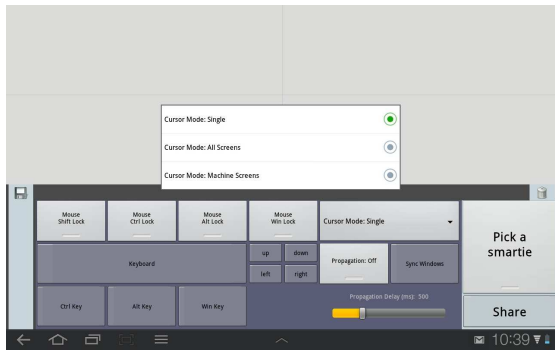 Cursor Mode: Single
Cursor Mode: All Screens
Cursor Mode: Machine Screens
Mouse
Shift Lock
Mouse
Ctrl Lock
Mouse
Alt Lock
Mouse
Win Lock
Cursor Mode: Single
Pick a
smartie
Keyboard
up
down
left
right
Propagation: Off
Sync Windows
Ctrl Key
Alt Key
Win Key
Propagation Delay (ms): 500
Share
10:39